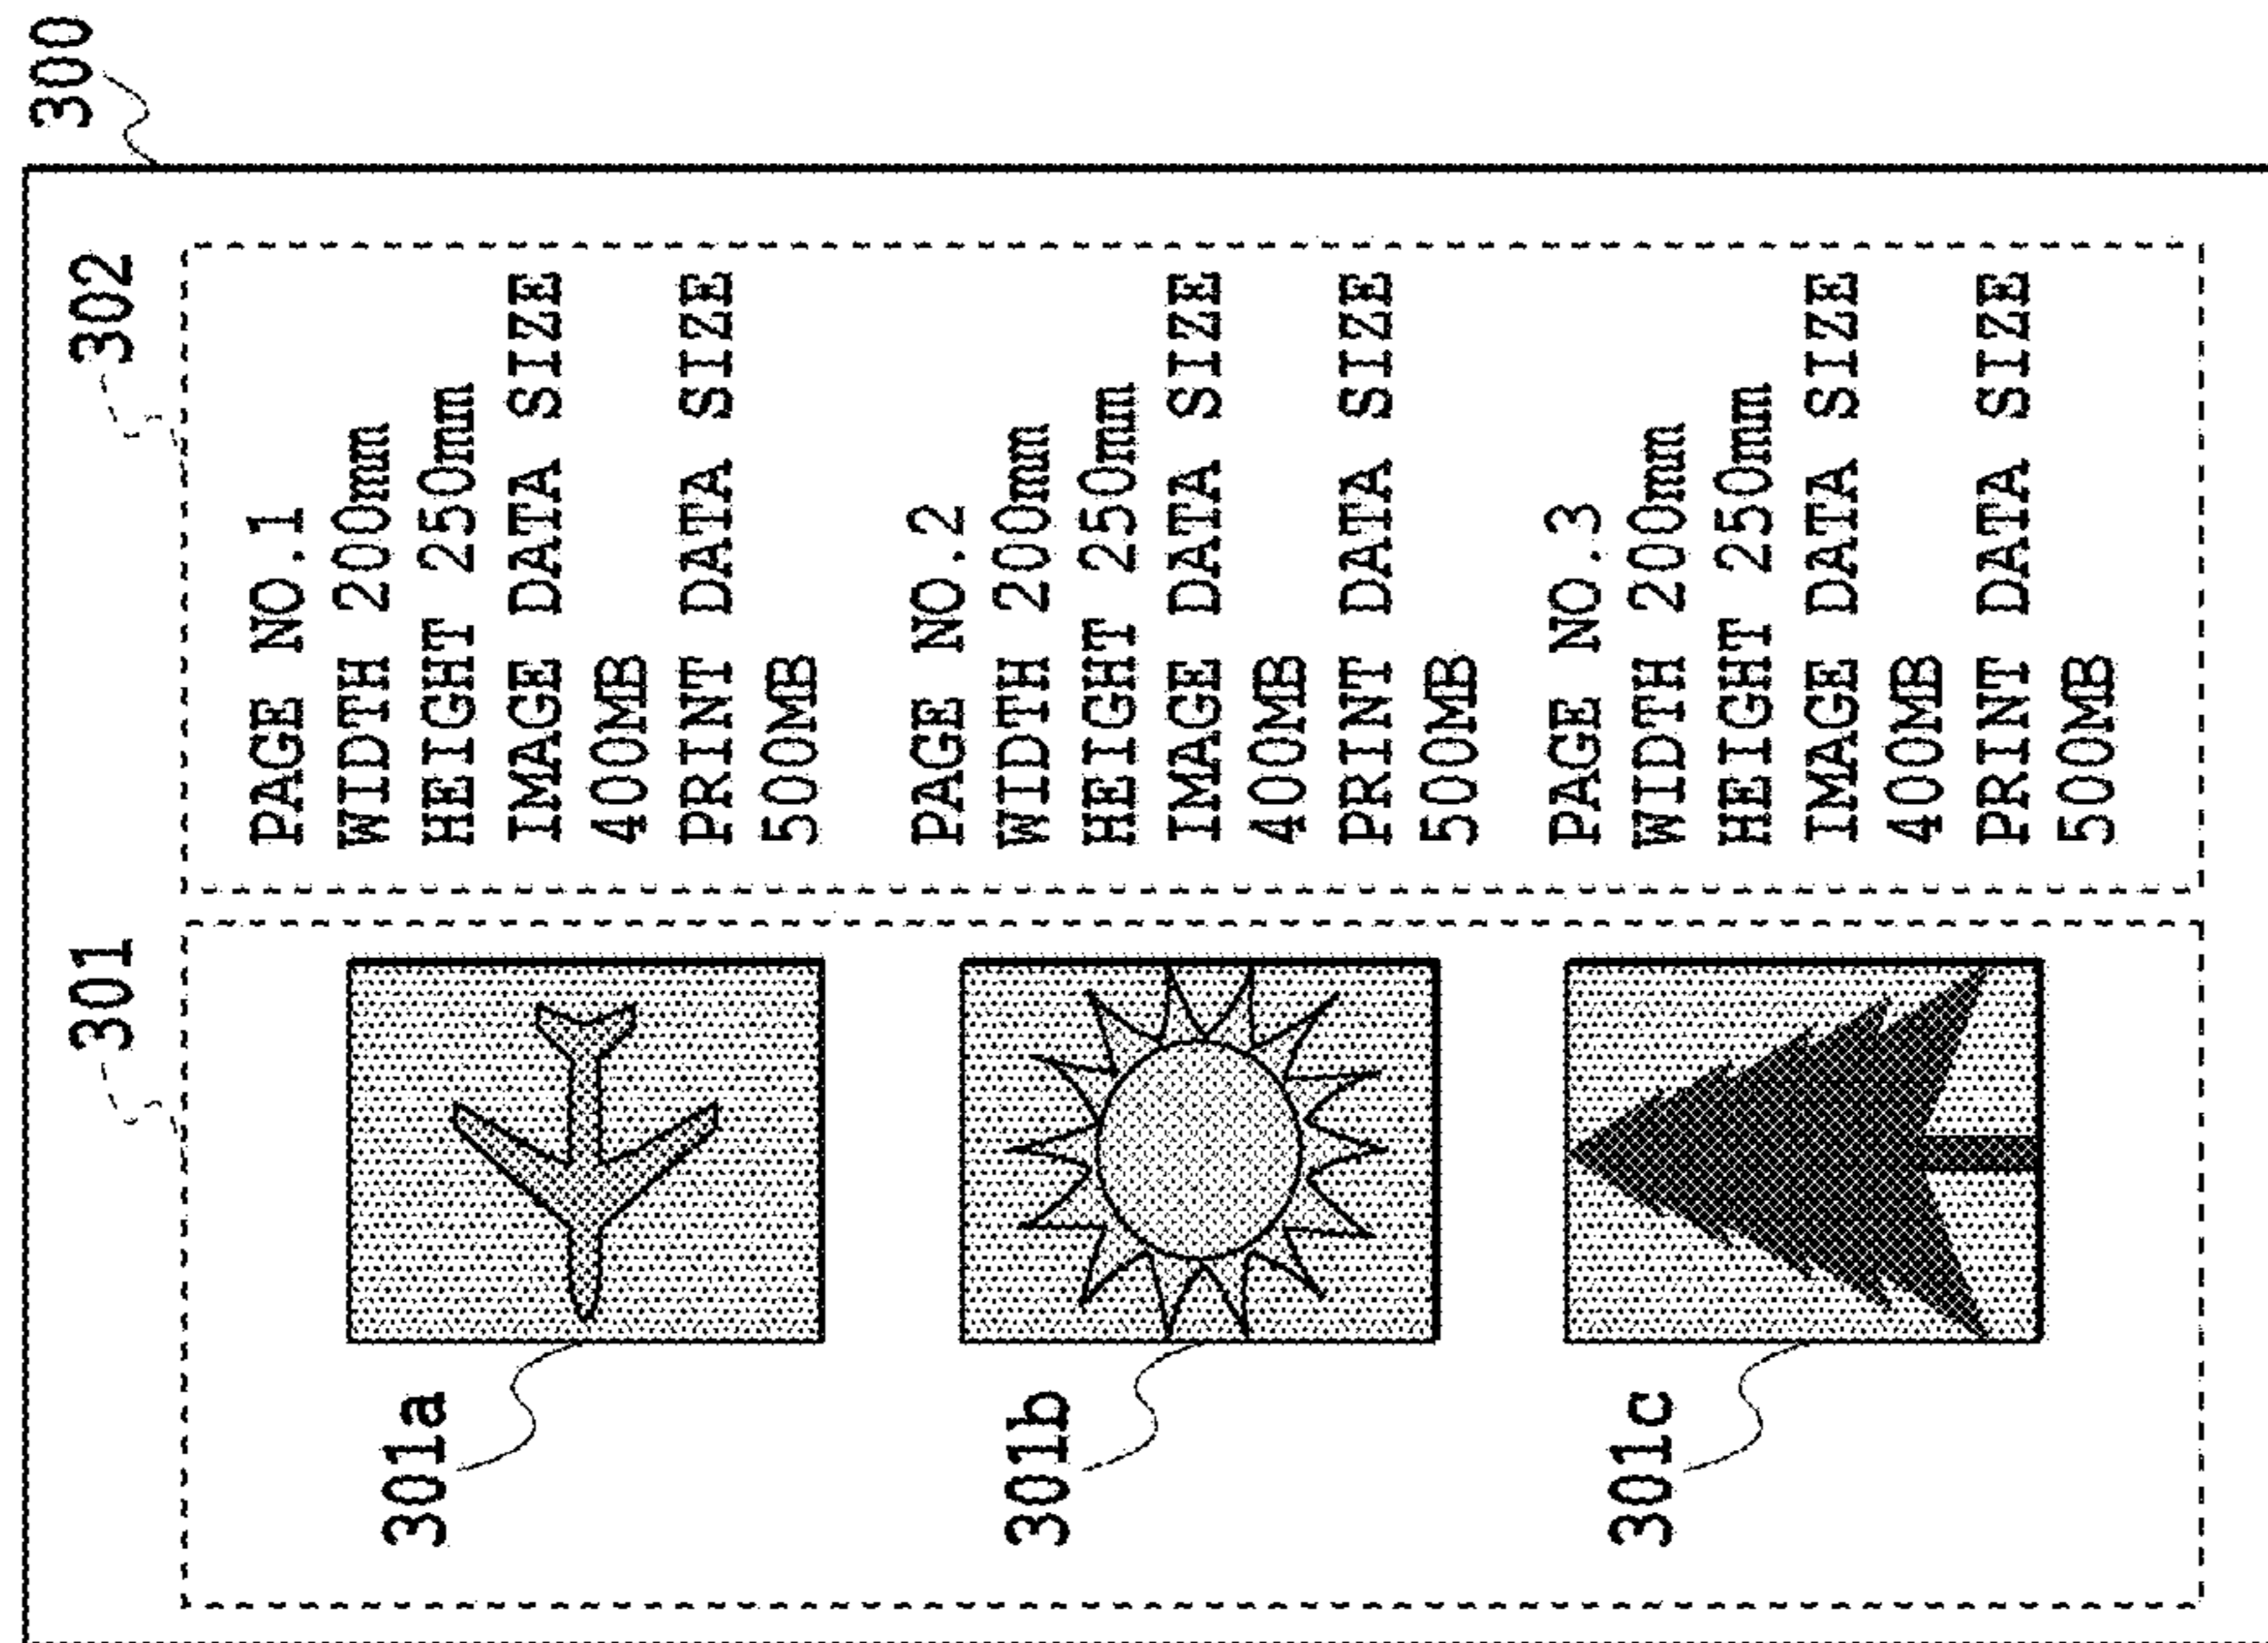 300
301
302
301a
301b
301c
PAGE NO.1
WIDTH 200mm
HEIGHT 250mm
IMAGE DATA SIZE
400MB
PRINT DATA SIZE
500MB
PAGE NO.2
WIDTH 200mm
HEIGHT 250mm
IMAGE DATA SIZE
400MB
PRINT DATA SIZE
500MB
PAGE NO.3
WIDTH 200mm
HEIGHT 250mm
IMAGE DATA SIZE
400MB
PRINT DATA SIZE
500MB